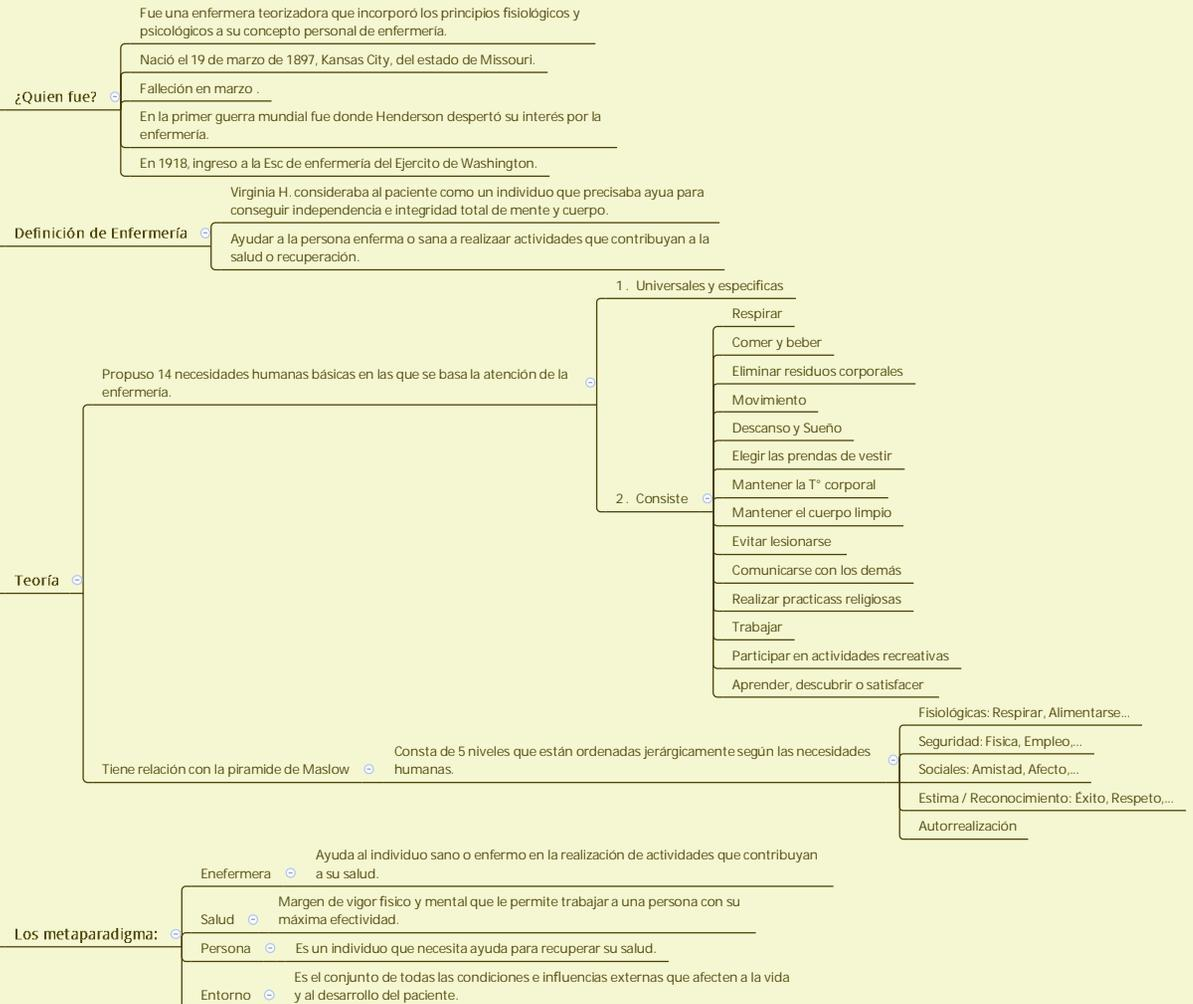 Fue una enfermera teorizadora que incorporó los principios fisiológicos y
psicológicos a su concepto personal de enfermería.
Nació el 19 de marzo de 1897, Kansas City, del estado de Missouri.
¿Quien fue?
Falleción en marzo .
En la primer guerra mundial fue donde Henderson despertó su interés por la
enfermería.
En 1918, ingreso a la Esc de enfermería del Ejercito de Washington.
Definición de Enfermería
Virginia H. consideraba al paciente como un individuo que precisaba ayua para
conseguir independencia e integridad total de mente y cuerpo.
Ayudar a la persona enferma o sana a realizaar actividades que contribuyan a la
salud o recuperación.
Teoría
Propuso 14 necesidades humanas básicas en las que se basa la atención de la
enfermería.
1. Universales y especificas
2. Consiste
Respirar
Comer y beber
Eliminar residuos corporales
Movimiento
Descanso y Sueño
Elegir las prendas de vestir
Mantener la T° corporal
Mantener el cuerpo limpio
Evitar lesionarse
Comunicarse con los demás
Realizar practicass religiosas
Trabajar
Participar en actividades recreativas
Aprender, descubrir o satisfacer
Tiene relación con la piramide de Maslow
Consta de 5 niveles que están ordenadas jerárgicamente según las necesidades
humanas.
Fisiológicas: Respirar, Alimentarse...
Seguridad: Fisica, Empleo,...
Sociales: Amistad, Afecto,...
Estima / Reconocimiento: Éxito, Respeto,...
Autorrealización
Los metaparadigma:
Enefermera
Ayuda al individuo sano o enfermo en la realización de actividades que contribuyan
a su salud.
Salud
Margen de vigor fisico y mental que le permite trabajar a una persona con su
máxima efectividad.
Persona
Es un individuo que necesita ayuda para recuperar su salud.
Entorno
Es el conjunto de todas las condiciones e influencias externas que afecten a la vida
y al desarrollo del paciente.